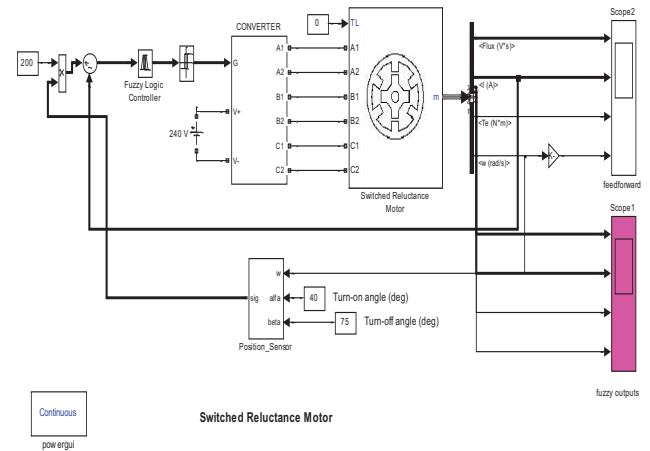 Scope2
CONVERTER
0
TL
200
X
G
A1
A1
A2
A2
B1
B1
B2
B2
C1
C1
C2
C2
m
<Flux (V*s)>
<I (A)>
<Te (N*m)>
<w (rad/s)>
Fuzzy Logic
Controller
240 V
V+
V-
Switched Reluctance
Motor
feedforward
Scope1
w
sig
alfa
beta
40
Turn-on angle (deg)
75
Turn-off angle (deg)
Position_Sensor
fuzzy outputs
Continuous
powergui
Switched Reluctance Motor